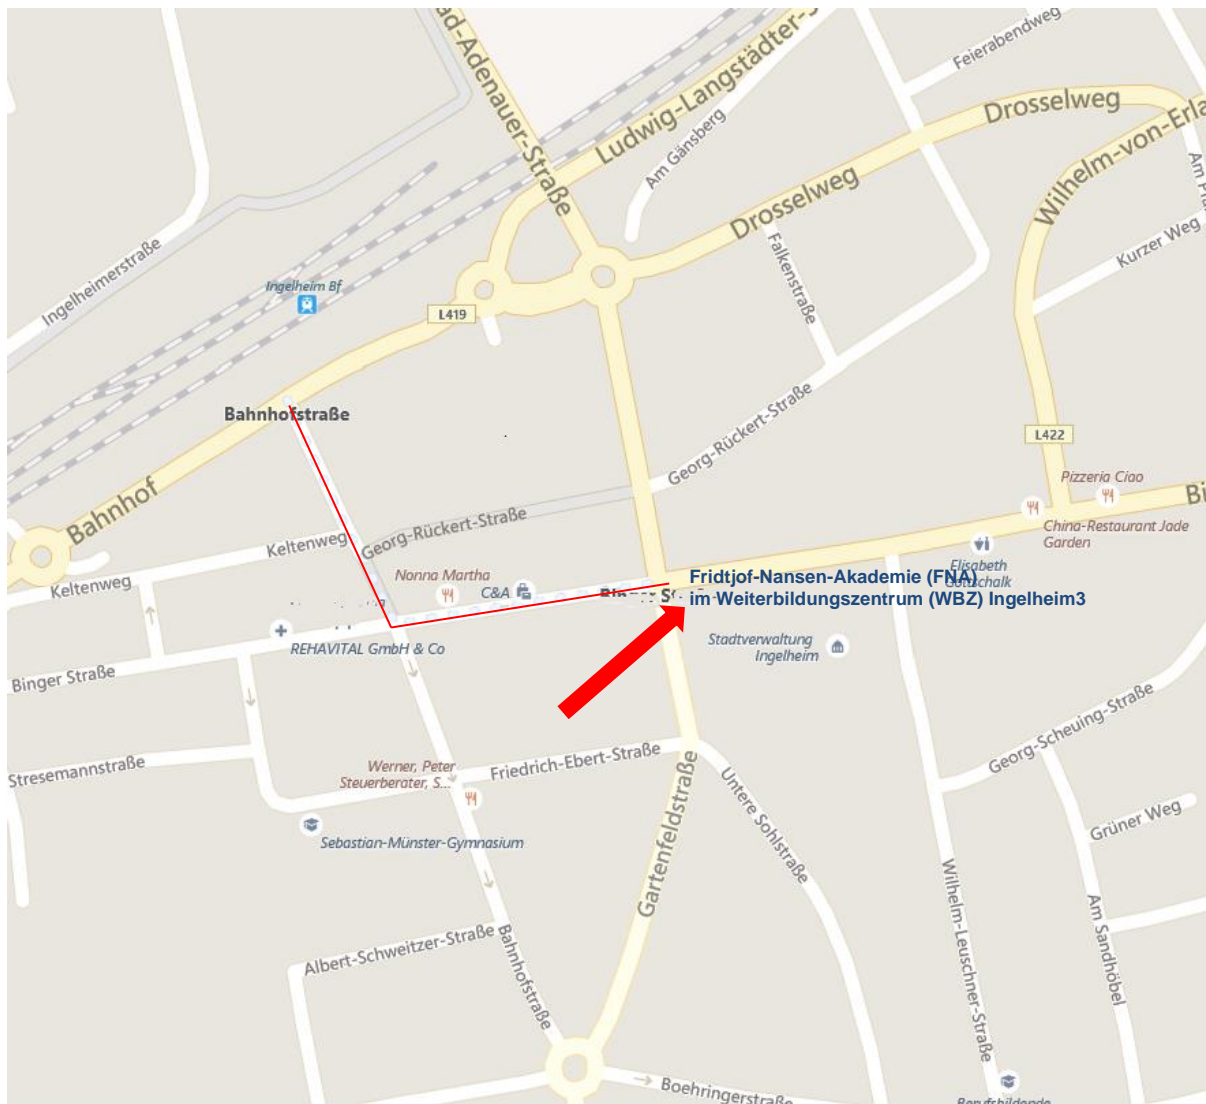 ad-Adenauer-Straße
Ludwig-Langstädter-S
Feierabendweg
Drosselweg
Wilhelm-von-Erla
Am Gänsberg
Drosselweg
Kurzer Weg
Falkenstraße
Ingelheimerstraße
Ingelheim Bf
L419
Bahnhofstraße
Georg-Rückert-Straße
L422
Pizzeria Ciao
Bi
Bahnhof
Georg-Rückert-Straße
China-Restaurant Jade
Garden
Keltenweg
Keltenweg
Nonna Martha
C&A
Elisabeth
Fridtjof-Nansen-Akademie (FNA)
im Weiterbildungszentrum (WBZ) Ingelheim3
REHAVITAL GmbH & Co
Stadtverwaltung
Ingelheim
Binger Straße
Stresemannstraße
Werner, Peter
Steuerberater, S...
Friedrich-Ebert-Straße
Georg-Scheuing-Straße
Untere Sohlstraße
Grüner Weg
Sebastian-Münster-Gymnasium
Gartenfeldstraße
Wilhelm-Leuschner-Straße
Am Sandhöbel
Albert-Schweitzer-Straße
Bahnhofstraße
Boehringerstraße
Berufsbildende